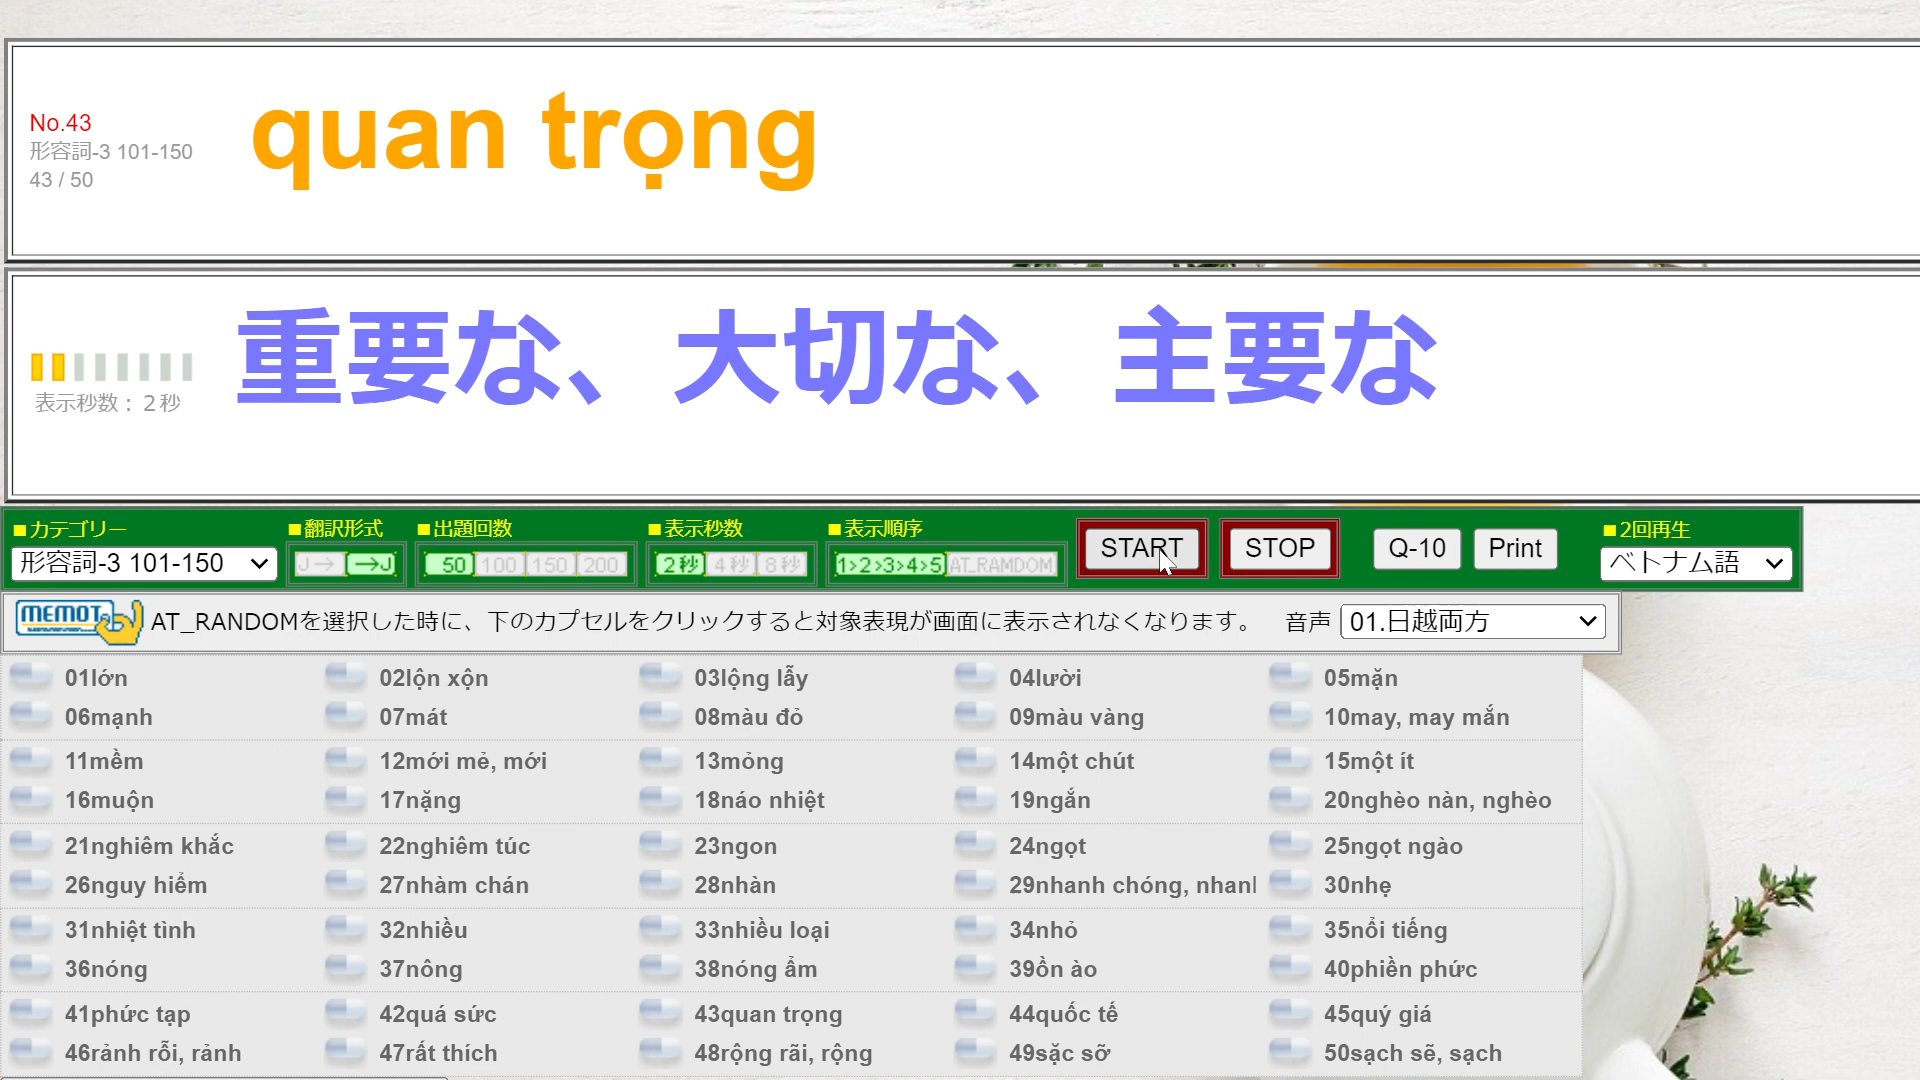 No.43
形容詞-3 101-150
43 / 50
quan trọng
重要な、大切な、主要な
表示秒数：２秒
■カテゴリー
■翻訳形式
■出題回数
■表示秒数
■表示順序
■2回再生
形容詞-3 101-150
J→ →J
50 100 150 200
2秒 4秒 8秒
1>2>3>4>5 AT_RAMDOM
START
STOP
Q-10
Print
ベトナム語
MEMOT
AT_RANDOMを選択した時に、下のカプセルをクリックすると対象表現が画面に表示されなくなります。 音声 01.日越両方
01lớn 02lộn xộn 03lộng lẫy 04lười 05mặn
06mạnh 07mát 08màu đỏ 09màu vàng 10may, may mắn
11mềm 12mới mẻ, mới 13mỏng 14một chút 15một ít
16muộn 17nặng 18náo nhiệt 19ngắn 20nghèo nàn, nghèo
21nghiêm khắc 22nghiêm túc 23ngon 24ngọt 25ngọt ngào
26nguy hiểm 27nhàm chán 28nhàn 29nhanh chóng, nhanh 30nhẹ
31nhiệt tình 32nhiều 33nhiều loại 34nhỏ 35nổi tiếng
36nóng 37nông 38nóng ẩm 39ồn ào 40phiền phức
41phức tạp 42quá sức 43quan trọng 44quốc tế 45quý giá
46rảnh rỗi, rảnh 47rất thích 48rộng rãi, rộng 49sặc sỡ 50sạch sẽ, sạch